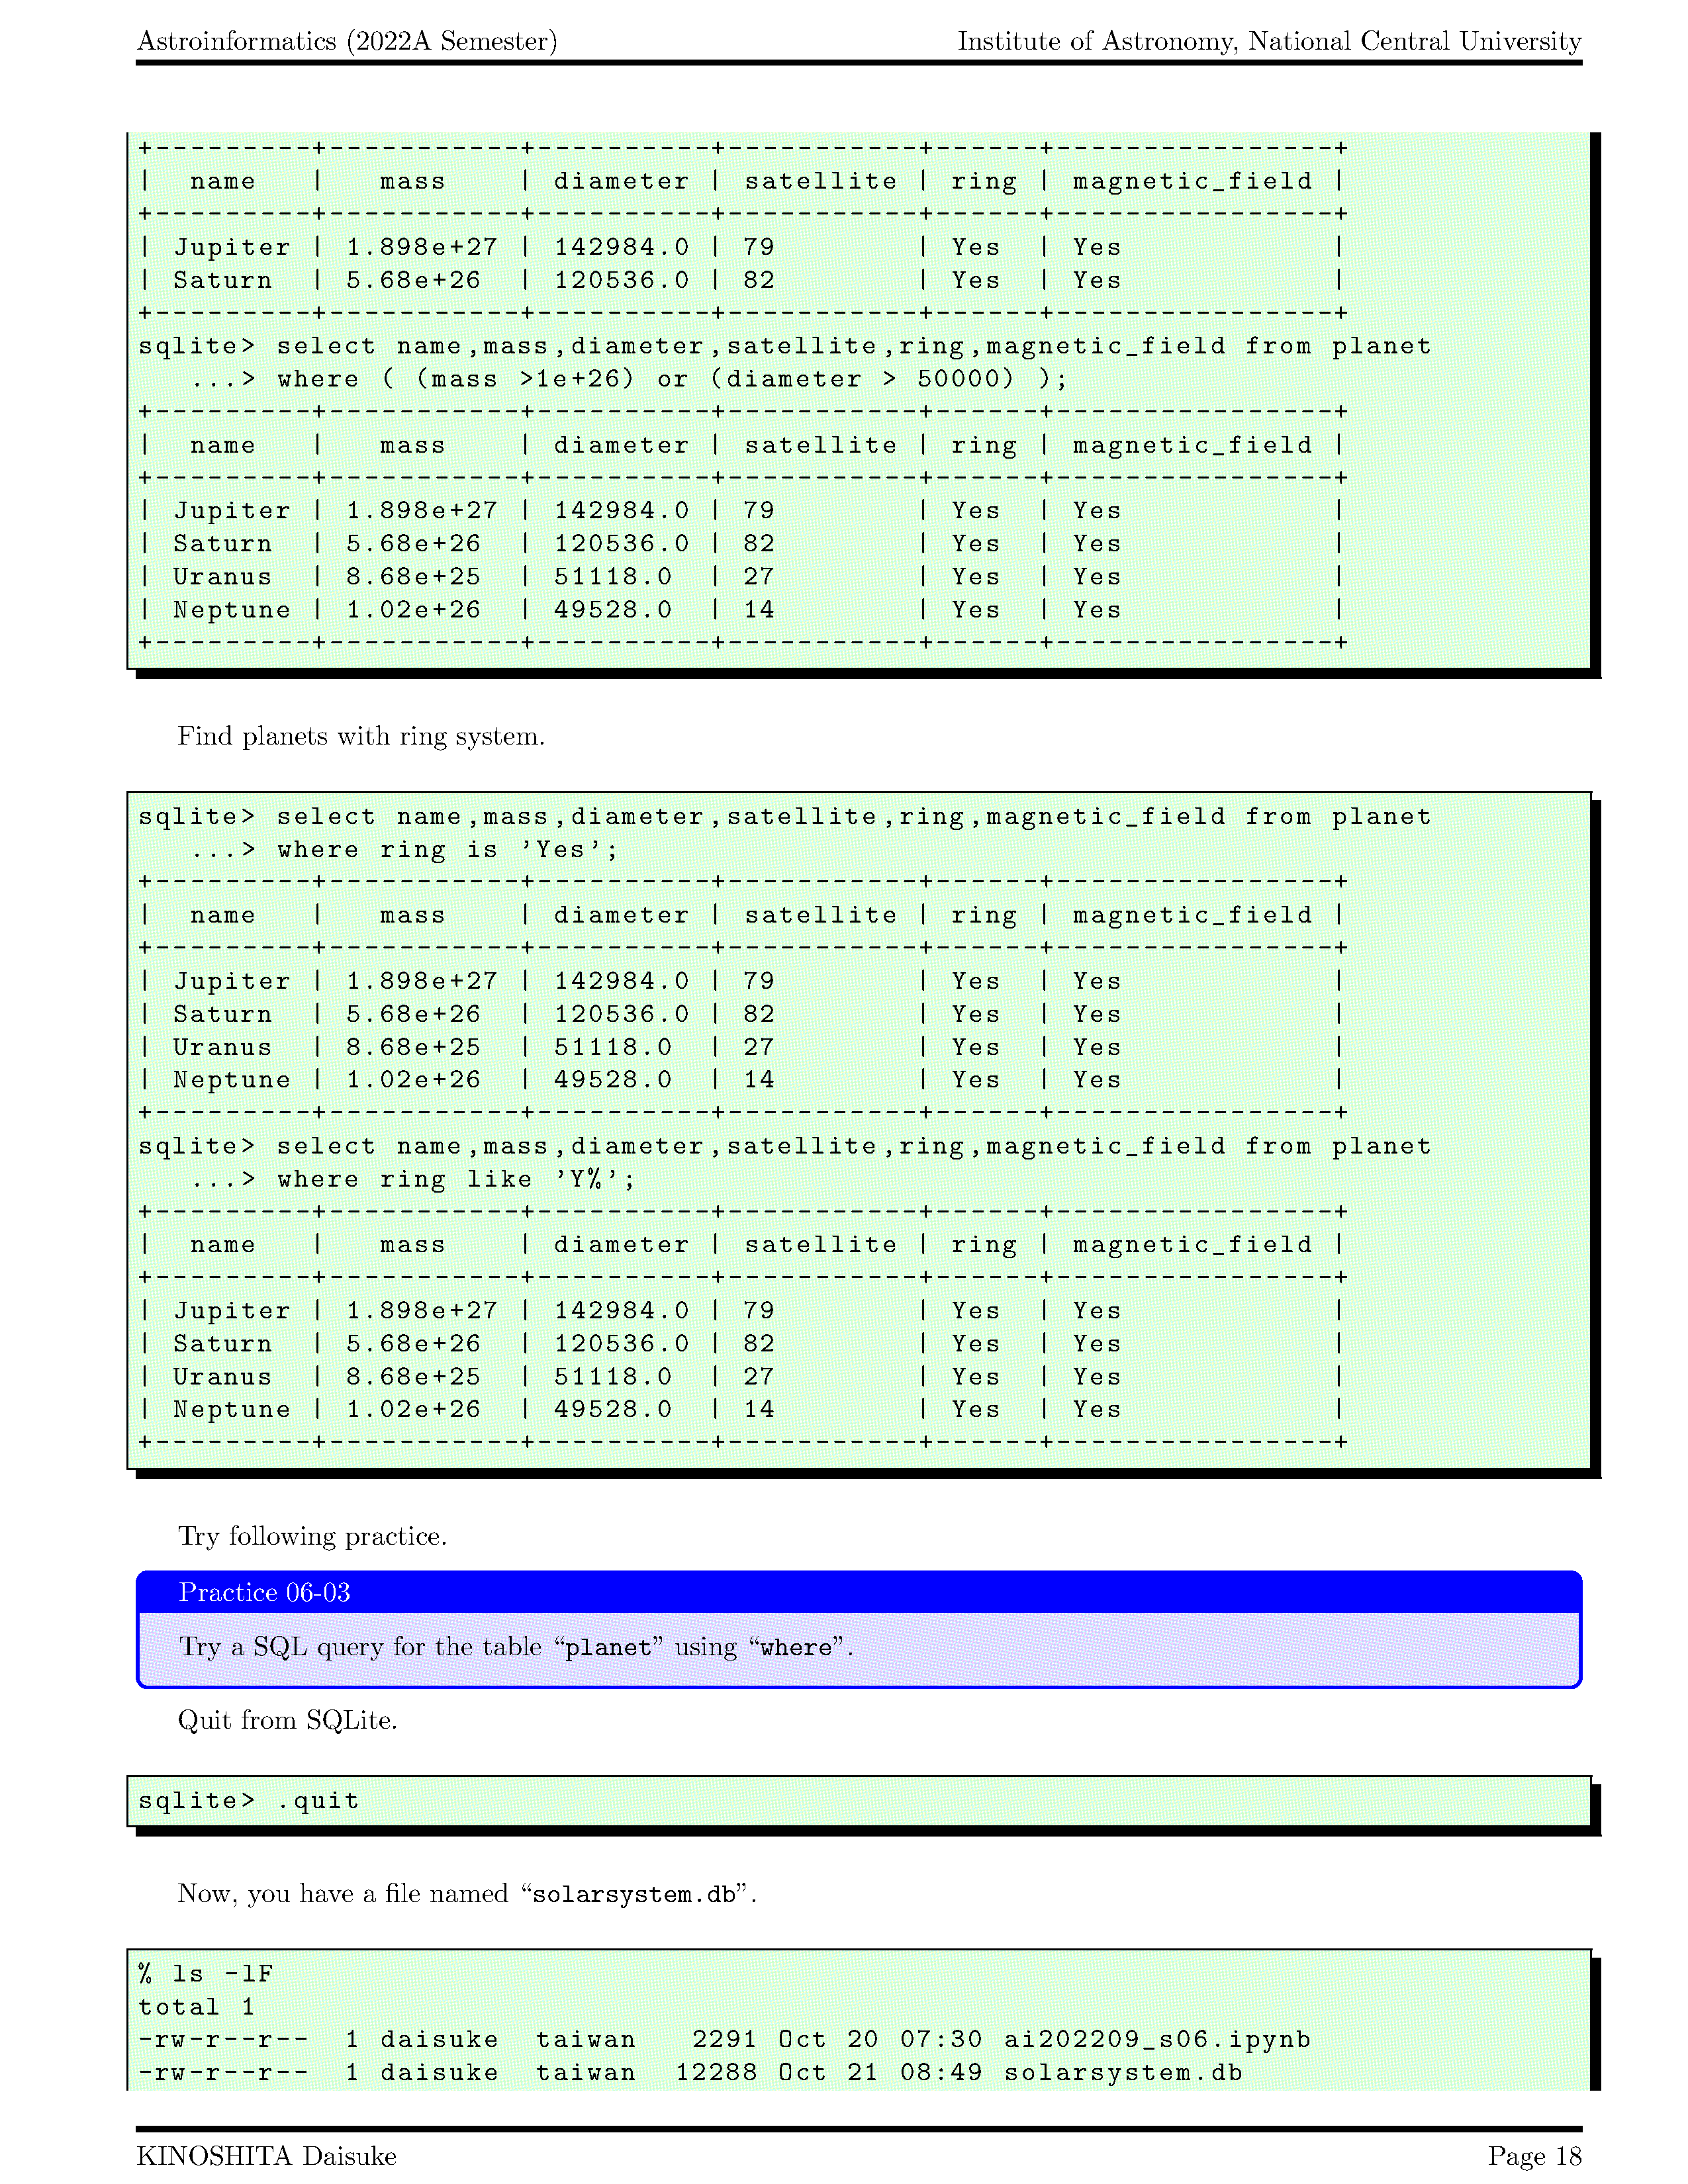 Astroinformatics (2022A Semester) Institute of Astronomy, National Central University
+---------+-----------+----------+-----------+------+----------------+
|  name   |   mass    | diameter | satellite | ring | magnetic_field |
+---------+-----------+----------+-----------+------+----------------+
| Jupiter | 1.898e+27 | 142984.0 | 79        | Yes  | Yes            |
| Saturn  | 5.68e+26  | 120536.0 | 82        | Yes  | Yes            |
+---------+-----------+----------+-----------+------+----------------+
sqlite> select name,mass,diameter,satellite,ring,magnetic_field from planet
   ...> where ( (mass >1e+26) or (diameter > 50000) );
+---------+-----------+----------+-----------+------+----------------+
|  name   |   mass    | diameter | satellite | ring | magnetic_field |
+---------+-----------+----------+-----------+------+----------------+
| Jupiter | 1.898e+27 | 142984.0 | 79        | Yes  | Yes            |
| Saturn  | 5.68e+26  | 120536.0 | 82        | Yes  | Yes            |
| Uranus  | 8.68e+25  | 51118.0  | 27        | Yes  | Yes            |
| Neptune | 1.02e+26  | 49528.0  | 14        | Yes  | Yes            |
+---------+-----------+----------+-----------+------+----------------+
Find planets with ring system.
sqlite> select name,mass,diameter,satellite,ring,magnetic_field from planet
   ...> where ring is 'Yes';
+---------+-----------+----------+-----------+------+----------------+
|  name   |   mass    | diameter | satellite | ring | magnetic_field |
+---------+-----------+----------+-----------+------+----------------+
| Jupiter | 1.898e+27 | 142984.0 | 79        | Yes  | Yes            |
| Saturn  | 5.68e+26  | 120536.0 | 82        | Yes  | Yes            |
| Uranus  | 8.68e+25  | 51118.0  | 27        | Yes  | Yes            |
| Neptune | 1.02e+26  | 49528.0  | 14        | Yes  | Yes            |
+---------+-----------+----------+-----------+------+----------------+
sqlite> select name,mass,diameter,satellite,ring,magnetic_field from planet
   ...> where ring like 'Y%';
+---------+-----------+----------+-----------+------+----------------+
|  name   |   mass    | diameter | satellite | ring | magnetic_field |
+---------+-----------+----------+-----------+------+----------------+
| Jupiter | 1.898e+27 | 142984.0 | 79        | Yes  | Yes            |
| Saturn  | 5.68e+26  | 120536.0 | 82        | Yes  | Yes            |
| Uranus  | 8.68e+25  | 51118.0  | 27        | Yes  | Yes            |
| Neptune | 1.02e+26  | 49528.0  | 14        | Yes  | Yes            |
+---------+-----------+----------+-----------+------+----------------+
Try following practice.
Practice 06-03
Try a SQL query for the table “planet” using “where”.
Quit from SQLite.
sqlite> .quit
Now, you have a file named “solarsystem.db”.
% ls -lF
total 1
-rw-r--r--  1 daisuke  taiwan   2291 Oct 20 07:30 ai202209_s06.ipynb
-rw-r--r--  1 daisuke  taiwan  12288 Oct 21 08:49 solarsystem.db
KINOSHITA Daisuke Page 18